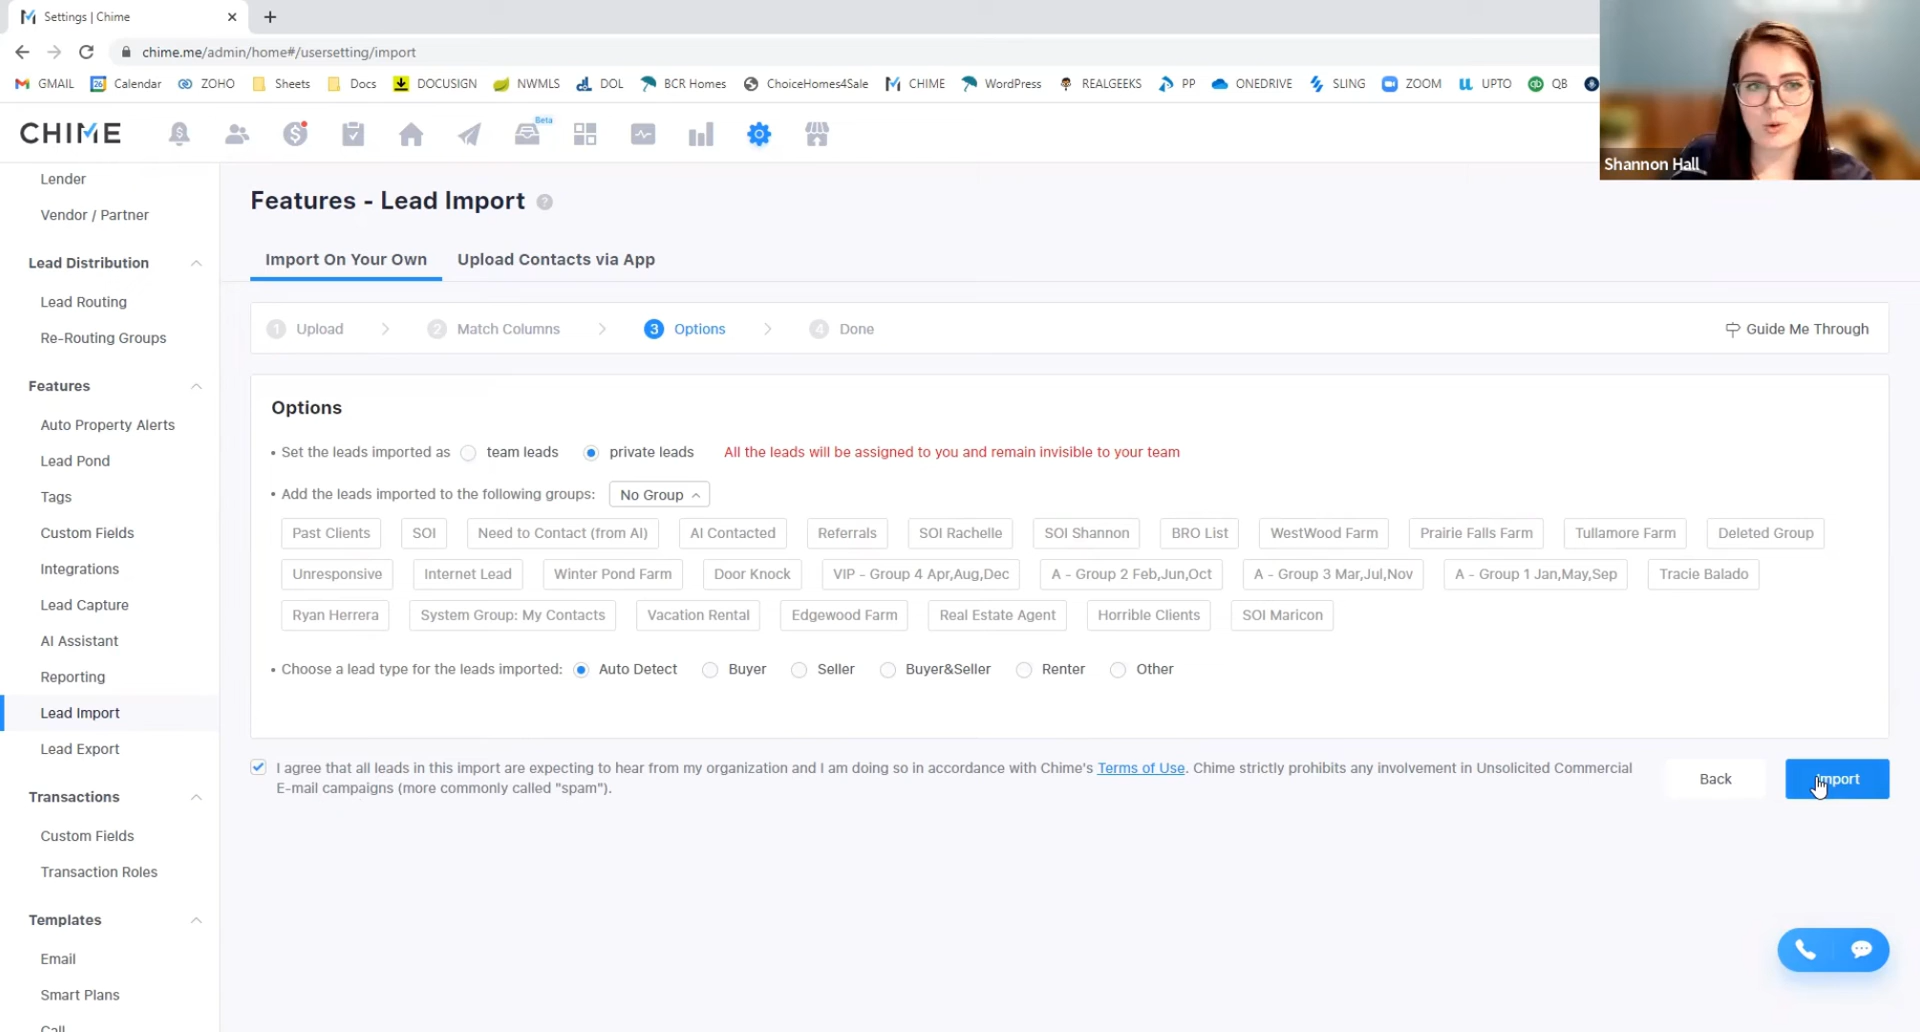 Settings | Chime
chime.me/admin/home#/usersetting/import
GMAIL Calendar ZOHO Sheets Docs DOCUSIGN NWMLS DOL BCR Homes ChoiceHomes4Sale CHIME WordPress REALGEEKS PP ONEDRIVE SLING ZOOM UPTO QB
Shannon Hall
CHIME Beta
Lender
Vendor / Partner
Lead Distribution
Lead Routing
Re-Routing Groups
Features
Auto Property Alerts
Lead Pond
Tags
Custom Fields
Integrations
Lead Capture
AI Assistant
Reporting
Lead Import
Lead Export
Transactions
Custom Fields
Transaction Roles
Templates
Email
Smart Plans
Call
Features - Lead Import ?
Import On Your Own Upload Contacts via App
1 Upload 2 Match Columns 3 Options 4 Done Guide Me Through
Options
• Set the leads imported as team leads private leads All the leads will be assigned to you and remain invisible to your team
• Add the leads imported to the following groups: No Group
Past Clients SOI Need to Contact (from AI) AI Contacted Referrals SOI Rachelle SOI Shannon BRO List WestWood Farm Prairie Falls Farm Tullamore Farm Deleted Group
Unresponsive Internet Lead Winter Pond Farm Door Knock VIP - Group 4 Apr,Aug,Dec A - Group 2 Feb,Jun,Oct A - Group 3 Mar,Jul,Nov A - Group 1 Jan,May,Sep Tracie Balado
Ryan Herrera System Group: My Contacts Vacation Rental Edgewood Farm Real Estate Agent Horrible Clients SOI Maricon
• Choose a lead type for the leads imported: Auto Detect Buyer Seller Buyer&Seller Renter Other
I agree that all leads in this import are expecting to hear from my organization and I am doing so in accordance with Chime's Terms of Use. Chime strictly prohibits any involvement in Unsolicited Commercial
E-mail campaigns (more commonly called "spam").
Back Import